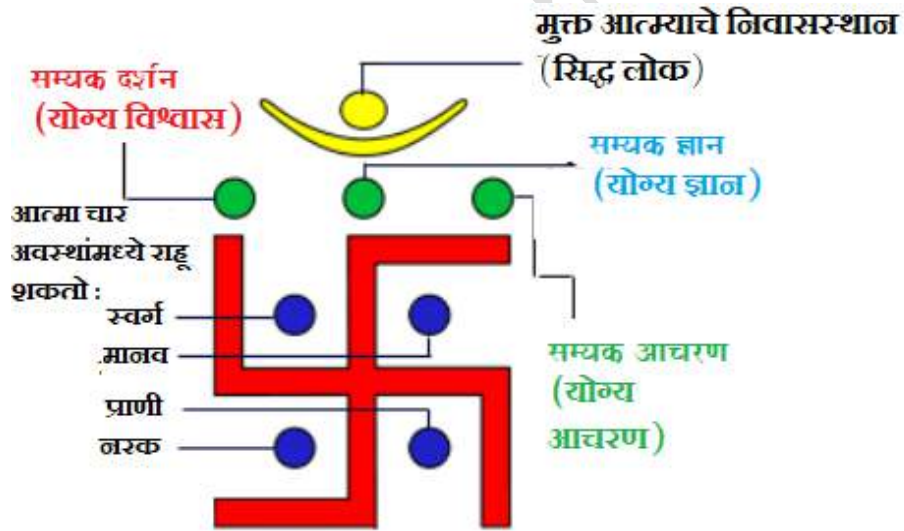 मुक्त आत्म्याचे निवासस्थान
(सिद्ध लोक)
सम्यक दर्शन
(योग्य विश्वास)
सम्यक ज्ञान
(योग्य ज्ञान)
आत्मा चार
अवस्थांमध्ये राहू
शकतो :
स्वर्ग
मानव
प्राणी
नरक
सम्यक आचरण
(योग्य
आचरण)